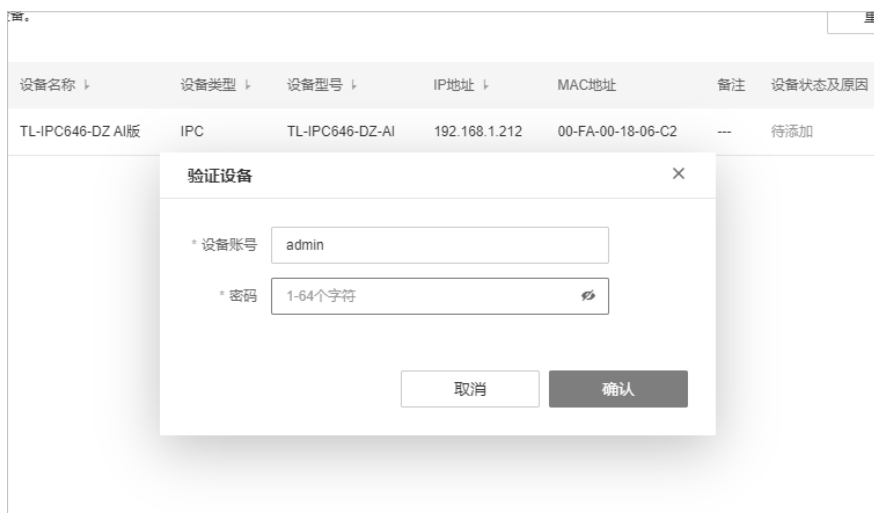 备。
设备名称 设备类型 设备型号 IP地址 MAC地址 备注 设备状态及原因
TL-IPC646-DZ AI版 IPC TL-IPC646-DZ-AI 192.168.1.212 00-FA-00-18-06-C2 --- 待添加
验证设备
* 设备账号 admin
* 密码 1-64个字符
取消 确认